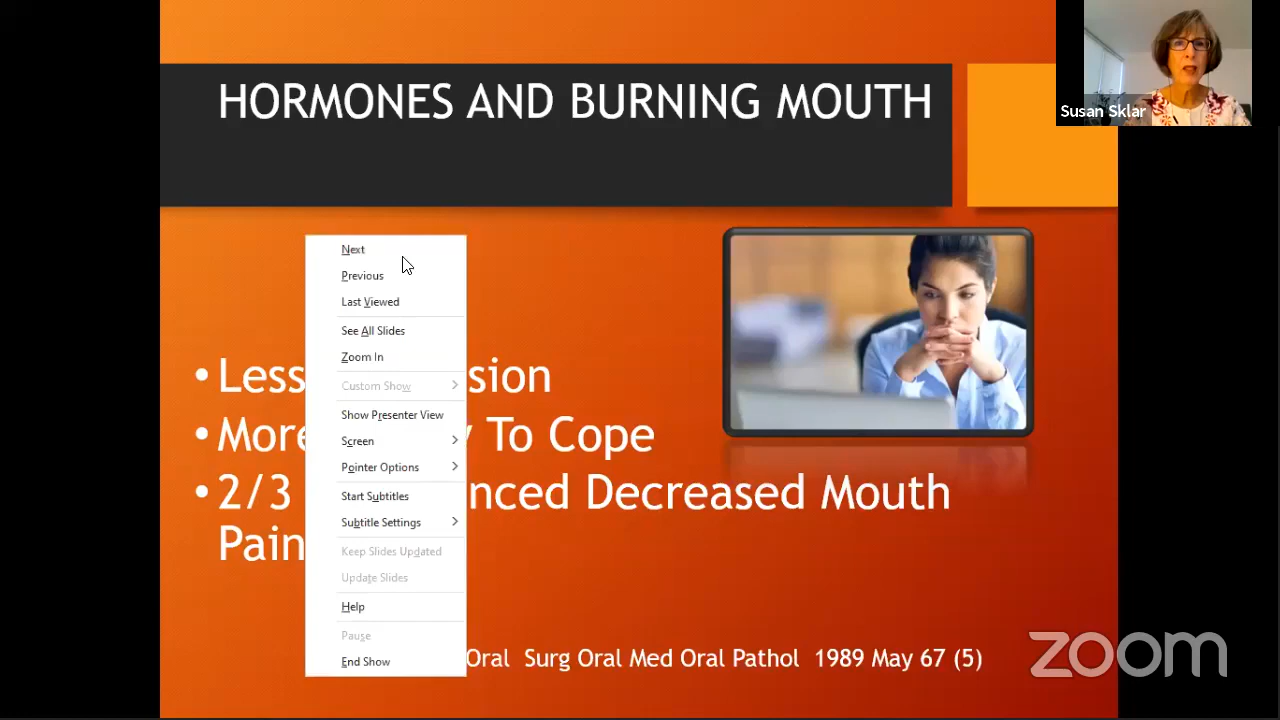 HORMONES AND BURNING MOUTH
Susan Sklar
Next
Previous
Last Viewed
See All Slides
Zoom In
Custom Show
Show Presenter View
Screen
Pointer Options
Start Subtitles
Subtitle Settings
Keep Slides Updated
Update Slides
Help
Pause
End Show
• Less sion
• More To Cope
• 2/3 nced Decreased Mouth
Pain
Oral Surg Oral Med Oral Pathol 1989 May 67 (5)
zoom